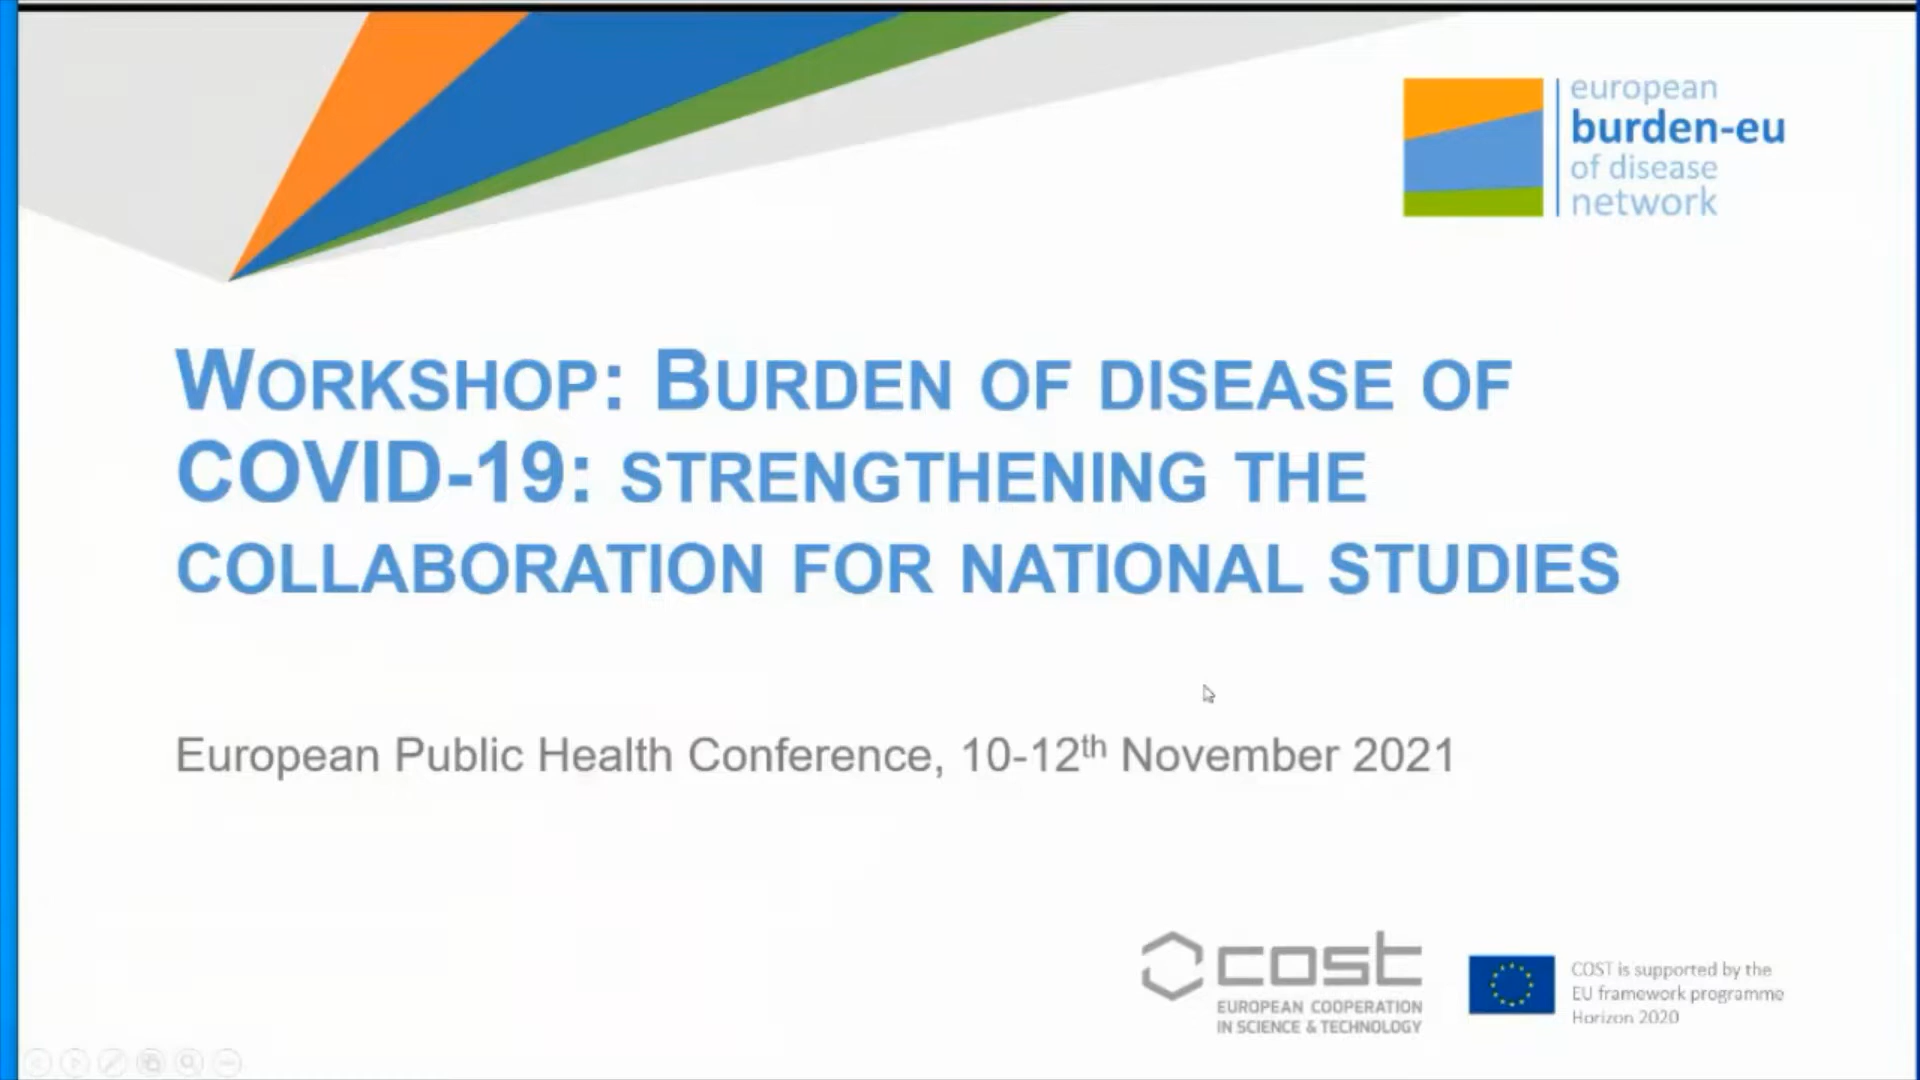 european
burden-eu
of disease
network
WORKSHOP: BURDEN OF DISEASE OF
COVID-19: STRENGTHENING THE
COLLABORATION FOR NATIONAL STUDIES
European Public Health Conference, 10-12th November 2021
cost
EUROPEAN COOPERATION
IN SCIENCE & TECHNOLOGY
COST is supported by the
EU framework programme
Horizon 2020